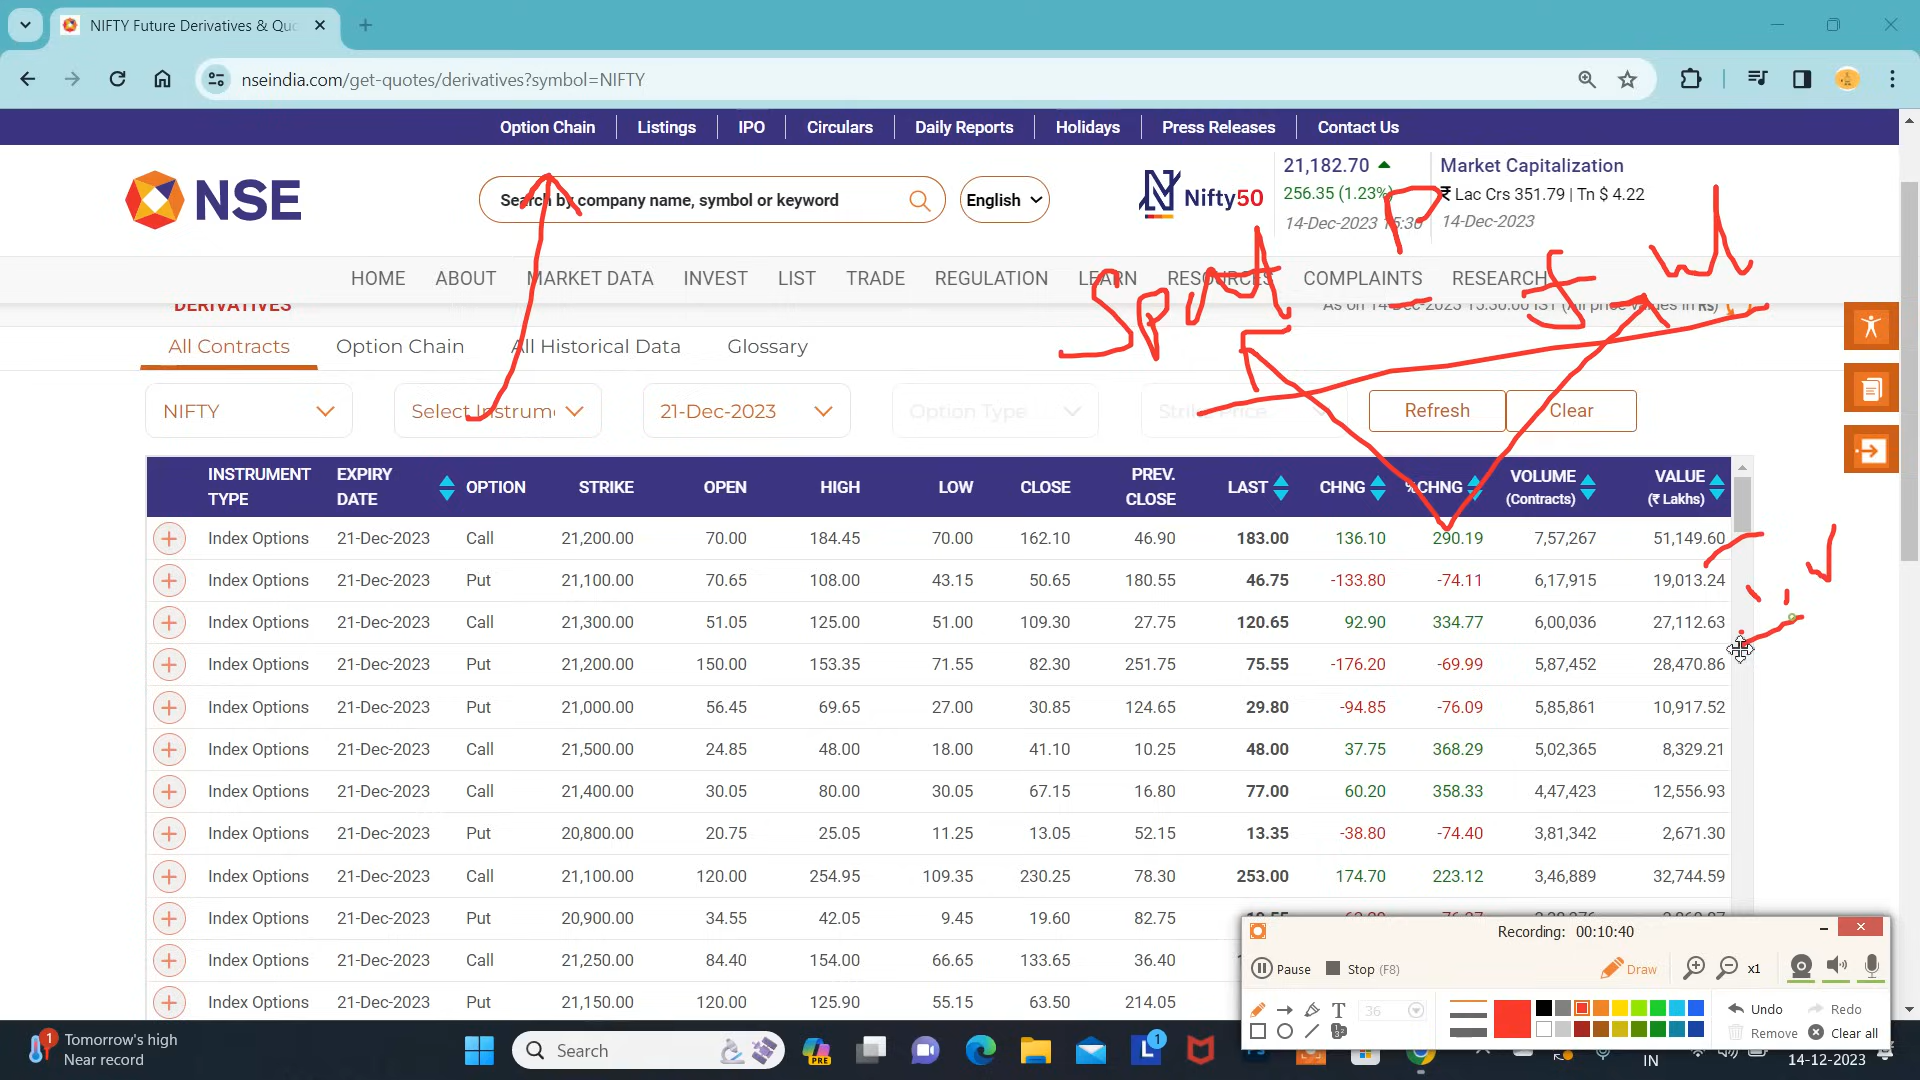 NIFTY Future Derivatives & Quo
nseindia.com/get-quotes/derivatives?symbol=NIFTY
Option Chain Listings IPO Circulars Daily Reports Holidays Press Releases Contact Us
NSE
Search by company name, symbol or keyword
English
Nifty50
21,182.70
256.35 (1.23%)
14-Dec-2023 15:30
Market Capitalization
₹ Lac Crs 351.79 | Tn $ 4.22
14-Dec-2023
P
HOME ABOUT MARKET DATA INVEST LIST TRADE REGULATION LEARN RESOURCES COMPLAINTS RESEARCH
Spot
DERIVATIVES
As on 14-Dec-2023 15:30:00 IST (All price values in Rs)
All Contracts Option Chain All Historical Data Glossary
NIFTY Select Instrum 21-Dec-2023 Option Type Strike Price Refresh Clear
INSTRUMENT TYPE EXPIRY DATE OPTION STRIKE OPEN HIGH LOW CLOSE PREV. CLOSE LAST CHNG %CHNG VOLUME (Contracts) VALUE (₹ Lakhs)
Index Options 21-Dec-2023 Call 21,200.00 70.00 184.45 70.00 162.10 46.90 183.00 136.10 290.19 7,57,267 51,149.60
Index Options 21-Dec-2023 Put 21,100.00 70.65 108.00 43.15 50.65 180.55 46.75 -133.80 -74.11 6,17,915 19,013.24
Index Options 21-Dec-2023 Call 21,300.00 51.05 125.00 51.00 109.30 27.75 120.65 92.90 334.77 6,00,036 27,112.63
Index Options 21-Dec-2023 Put 21,200.00 150.00 153.35 71.55 82.30 251.75 75.55 -176.20 -69.99 5,87,452 28,470.86
Index Options 21-Dec-2023 Put 21,000.00 56.45 69.65 27.00 30.85 124.65 29.80 -94.85 -76.09 5,85,861 10,917.52
Index Options 21-Dec-2023 Call 21,500.00 24.85 48.00 18.00 41.10 10.25 48.00 37.75 368.29 5,02,365 8,329.21
Index Options 21-Dec-2023 Call 21,400.00 30.05 80.00 30.05 67.15 16.80 77.00 60.20 358.33 4,47,423 12,556.93
Index Options 21-Dec-2023 Put 20,800.00 20.75 25.05 11.25 13.05 52.15 13.35 -38.80 -74.40 3,81,342 2,671.30
Index Options 21-Dec-2023 Call 21,100.00 120.00 254.95 109.35 230.25 78.30 253.00 174.70 223.12 3,46,889 32,744.59
Index Options 21-Dec-2023 Put 20,900.00 34.55 42.05 9.45 19.60 82.75
Index Options 21-Dec-2023 Call 21,250.00 84.40 154.00 66.65 133.65 36.40
Index Options 21-Dec-2023 Put 21,150.00 120.00 125.90 55.15 63.50 214.05
Recording: 00:10:40
Pause Stop (F8) Draw x1
T 36 Undo Redo
Remove Clear all
1 Tomorrow's high
Near record
Search
PRE
L 1
IN
14-12-2023